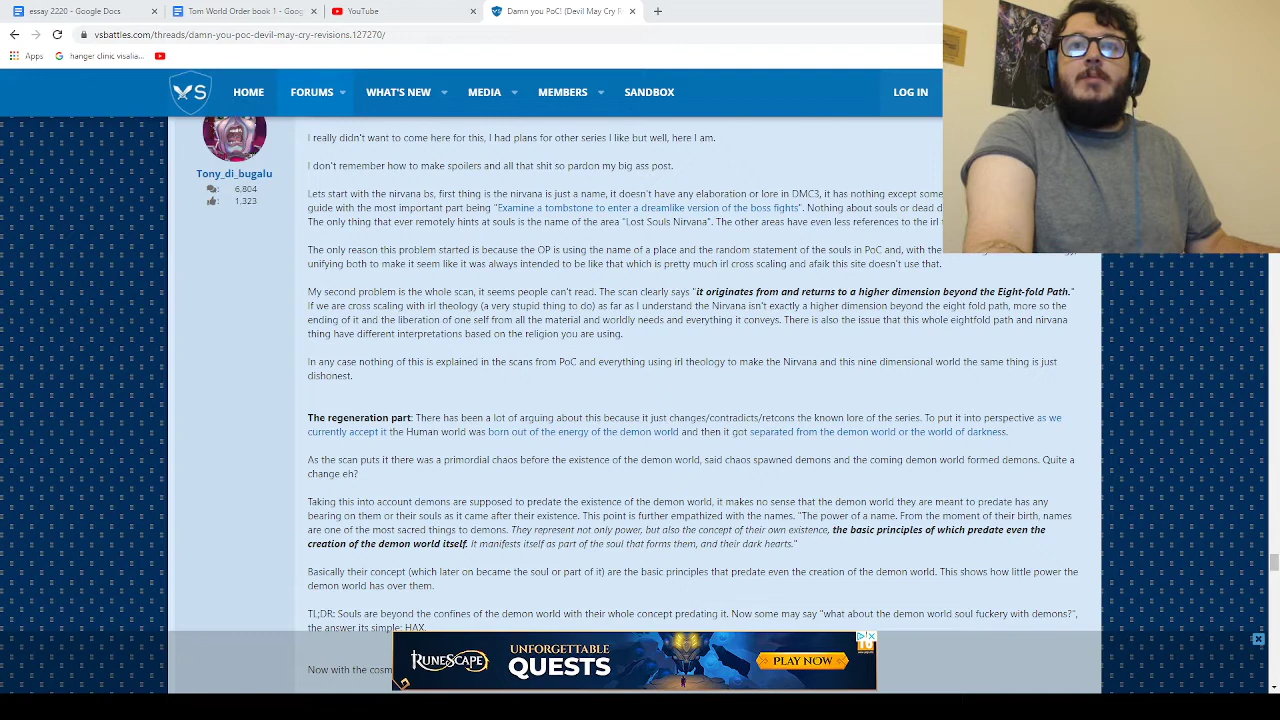 essay 2220 - Google Docs
Tom World Order book 1 - Goog
YouTube
Damn you PoC! (Devil May Cry R
vsbattles.com/threads/damn-you-poc-devil-may-cry-revisions.127270/
Apps
hanger clinic visalia...
VS
HOME
FORUMS
WHAT'S NEW
MEDIA
MEMBERS
SANDBOX
LOG IN
Tony_di_bugalu
6,804
1,323
I really didn't want to come here for this, I had plans for other series I like but well, here I am.
I don't remember how to make spoilers and all that shit so pardon my big ass post.
Lets start with the nirvana bs, first thing is the nirvana is just a name, it doesn't have any elaboration or lore in DMC3, it has nothing except some
guide with the most important part being "Examine a tombstone to enter a dreamlike version of the boss fights". Nothing about souls or dead d
The only thing that ever remotely hints souls is the name of the area "Lost Souls Nirvana". The other areas have even less references to the irl
The only reason this problem started is because the OP is using the name of a place and the random statement of the souls in PoC and, with the
unifying both to make it seem like it was always intended to be like that which is pretty much irl cross scaling and afaik this site doesn't use that.
My second problem is the whole scan, it seems people can't read. The scan clearly says "it originates from and returns to a higher dimension beyond the Eight-fold Path."
If we are cross scaling with irl theology (a very stupid thing to do) as far as I understand the Nirvana isn't exactly a higher dimension beyond the eight fold path, more so the
ending of it and the liberation of one self from all the material and worldly needs and everything it conveys. There is also the issue that this whole eightfold path and nirvana
thing have different interpretations based on the religion you are using.
In any case nothing of this is explained in PoC or DMC3 and everything using irl theology to make the Nirvana and this nine dimensional world the same thing is just
dishonest.
The regeneration part: There has been a lot of raging about this because it just changes/contradicts/retcons the known lore of the series. To put it into perspective as we
currently accept it the Human world was born out of the energy of the demon world and then it got separated from the demon world or the world of darkness.
As the scan puts it there was a primordial chaos before the existence of the demon world, said chaos spawned demons and the coming demon world formed demons. Quite a
change eh?
Taking this into account and how it happened to predate the existence of the demon world, it makes no sense that the demon world they are meant to predate has any
bearing on them or their souls as it came after their existence. This point is further empathized with the names. "The power of a name. From the moment of their birth, names
are one of the most sacred things to demons. Their names hold not only power, but also the concept of their own existence, the basic principles of which predate even the
creation of the demon world itself. It manifests itself as part of the soul that forms them, and their dark hearts."
Basically their concept (which later become the soul or part of it) are the basic principles that predate even the creation of the demon world. This shows how little power the
demon world has over them.
TL;DR: Souls are beyond the confines of the demon world with their whole concept predating it. Now some may say "what about the demon world soul fuckery with demons?",
the answer is simple: HAX.
Now with the cosm
UNFORGETTABLE
QUESTS
PLAY NOW